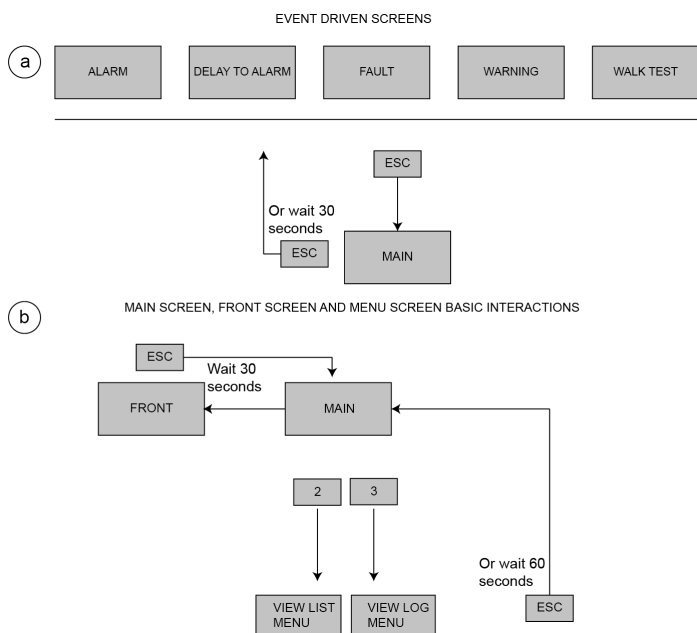 EVENT DRIVEN SCREENS
a
ALARM
DELAY TO ALARM
FAULT
WARNING
WALK TEST
ESC
Or wait 30
seconds
ESC
MAIN
b
MAIN SCREEN, FRONT SCREEN AND MENU SCREEN BASIC INTERACTIONS
ESC
Wait 30
seconds
FRONT
MAIN
2
3
Or wait 60
seconds
ESC
VIEW LIST
MENU
VIEW LOG
MENU